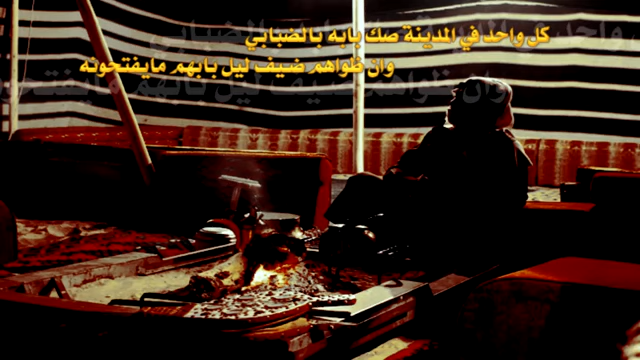 كل واحد في المدينة صك بابه بالضبابي
وان ظواهم ضيف ليل بابهم مايفتحونه